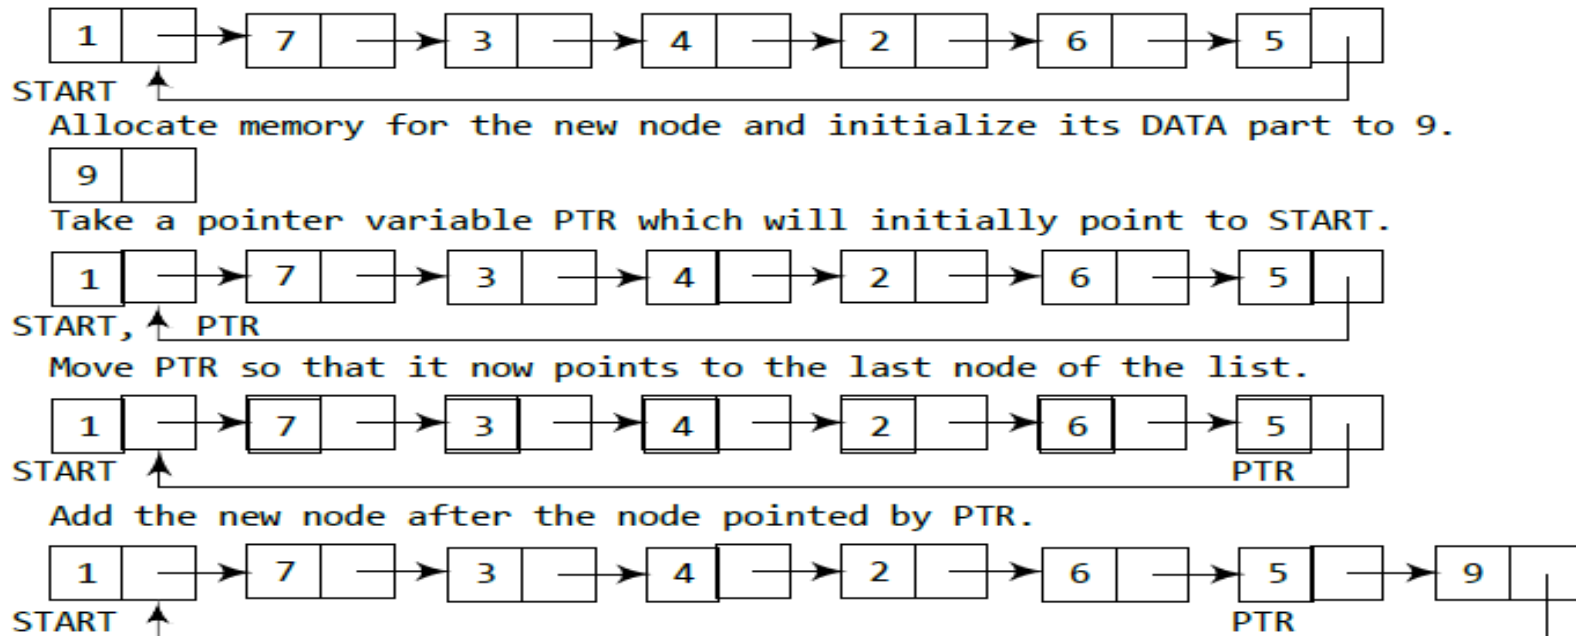 1 7 3 4 2 6 5
START
Allocate memory for the new node and initialize its DATA part to 9.
9
Take a pointer variable PTR which will initially point to START.
1 7 3 4 2 6 5
START, PTR
Move PTR so that it now points to the last node of the list.
1 7 3 4 2 6 5
START PTR
Add the new node after the node pointed by PTR.
1 7 3 4 2 6 5 9
START PTR